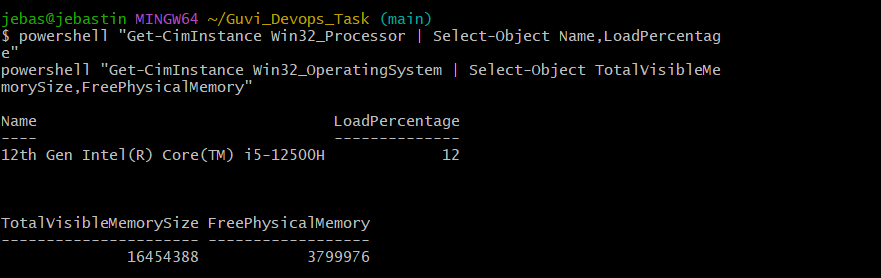 jebas@jebastin MINGW64 ~/Guvi_Devops_Task (main)
$ powershell "Get-CimInstance Win32_Processor | Select-Object Name,LoadPercentag
e"
powershell "Get-CimInstance Win32_OperatingSystem | Select-Object TotalVisibleMe
morySize,FreePhysicalMemory"

Name                                 LoadPercentage
----                                 --------------
12th Gen Intel(R) Core(TM) i5-12500H             12

TotalVisibleMemorySize FreePhysicalMemory
---------------------- ------------------
              16454388            3799976